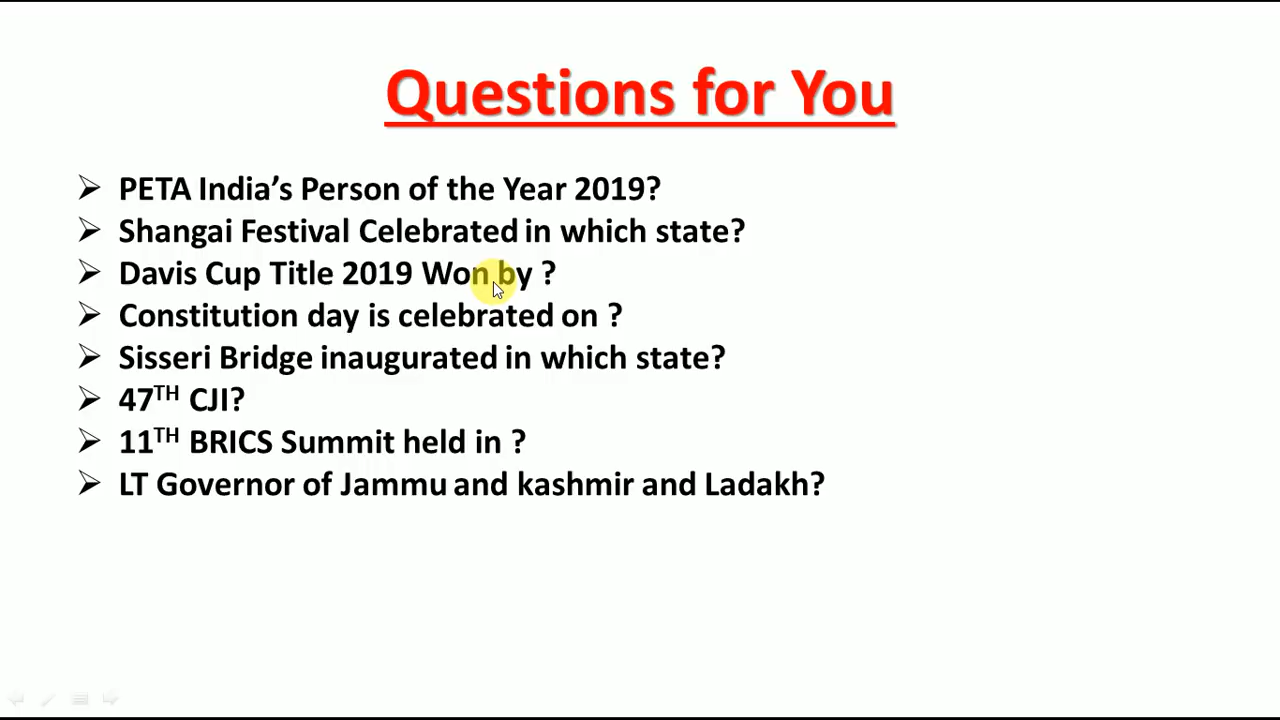 Questions for You
➢ PETA India’s Person of the Year 2019?
➢ Shangai Festival Celebrated in which state?
➢ Davis Cup Title 2019 Won by ?
➢ Constitution day is celebrated on ?
➢ Sisseri Bridge inaugurated in which state?
➢ 47TH CJI?
➢ 11TH BRICS Summit held in ?
➢ LT Governor of Jammu and kashmir and Ladakh?